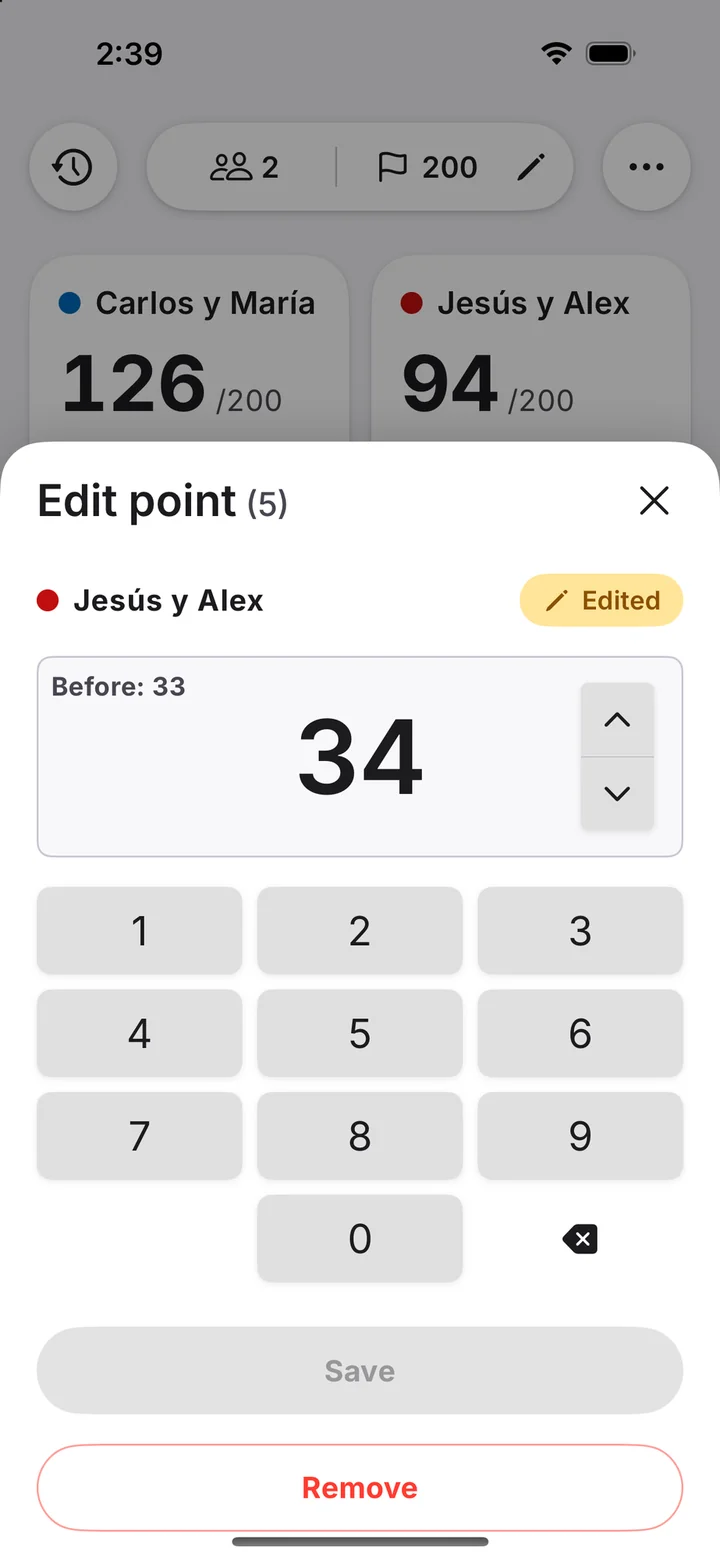 2:39
2 200
Carlos y María
126 /200
Jesús y Alex
94 /200
Edit point (5)
Jesús y Alex
Edited
Before: 33
34
1 2 3
4 5 6
7 8 9
0
Save
Remove